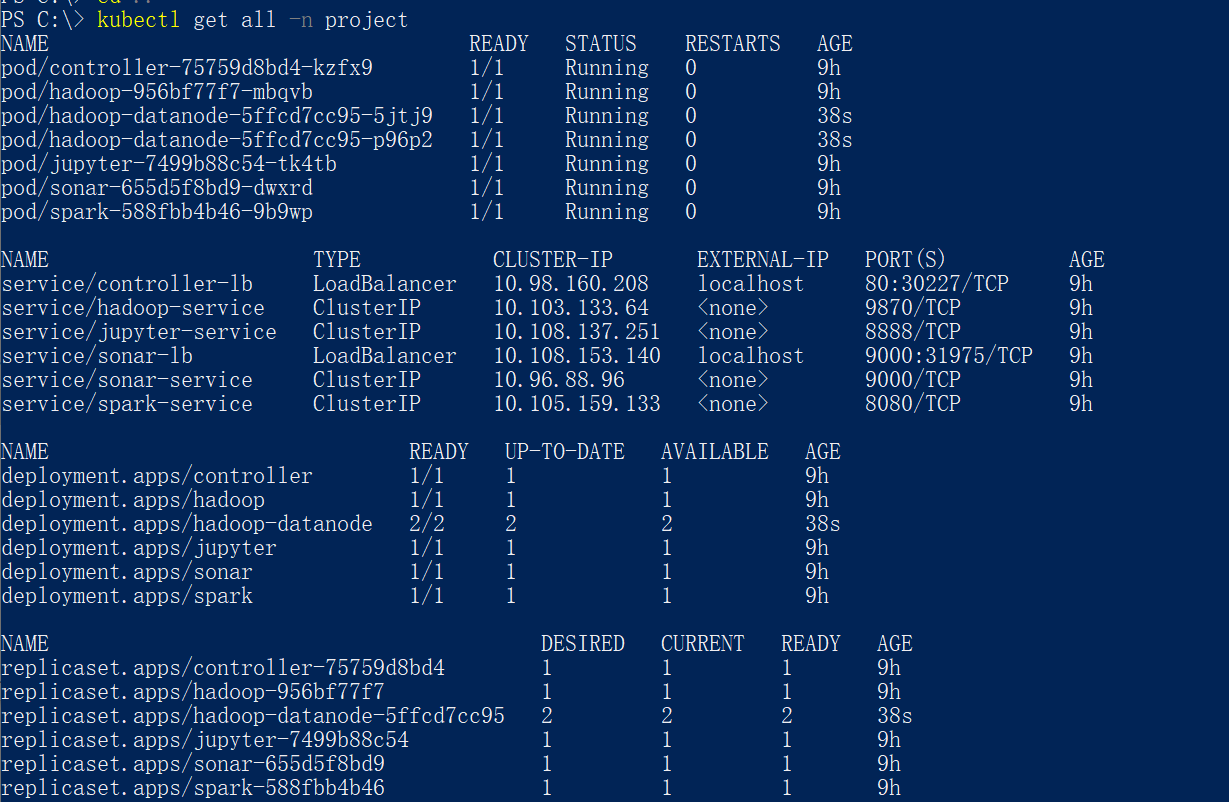 PS C:\> cd ..
PS C:\> kubectl get all -n project
NAME READY STATUS RESTARTS AGE
pod/controller-75759d8bd4-kzfx9 1/1 Running 0 9h
pod/hadoop-956bf77f7-mbqvb 1/1 Running 0 9h
pod/hadoop-datanode-5ffcd7cc95-5jtj9 1/1 Running 0 38s
pod/hadoop-datanode-5ffcd7cc95-p96p2 1/1 Running 0 38s
pod/jupyter-7499b88c54-tk4tb 1/1 Running 0 9h
pod/sonar-655d5f8bd9-dwxrd 1/1 Running 0 9h
pod/spark-588fbb4b46-9b9wp 1/1 Running 0 9h
NAME TYPE CLUSTER-IP EXTERNAL-IP PORT(S) AGE
service/controller-lb LoadBalancer 10.98.160.208 localhost 80:30227/TCP 9h
service/hadoop-service ClusterIP 10.103.133.64 <none> 9870/TCP 9h
service/jupyter-service ClusterIP 10.108.137.251 <none> 8888/TCP 9h
service/sonar-lb LoadBalancer 10.108.153.140 localhost 9000:31975/TCP 9h
service/sonar-service ClusterIP 10.96.88.96 <none> 9000/TCP 9h
service/spark-service ClusterIP 10.105.159.133 <none> 8080/TCP 9h
NAME READY UP-TO-DATE AVAILABLE AGE
deployment.apps/controller 1/1 1 1 9h
deployment.apps/hadoop 1/1 1 1 9h
deployment.apps/hadoop-datanode 2/2 2 2 38s
deployment.apps/jupyter 1/1 1 1 9h
deployment.apps/sonar 1/1 1 1 9h
deployment.apps/spark 1/1 1 1 9h
NAME DESIRED CURRENT READY AGE
replicaset.apps/controller-75759d8bd4 1 1 1 9h
replicaset.apps/hadoop-956bf77f7 1 1 1 9h
replicaset.apps/hadoop-datanode-5ffcd7cc95 2 2 2 38s
replicaset.apps/jupyter-7499b88c54 1 1 1 9h
replicaset.apps/sonar-655d5f8bd9 1 1 1 9h
replicaset.apps/spark-588fbb4b46 1 1 1 9h